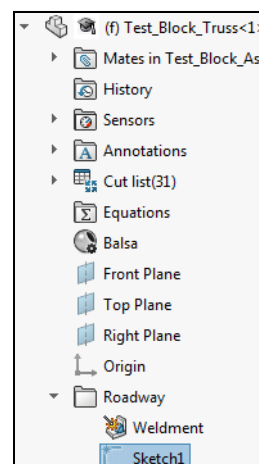 (f) Test_Block_Truss<1>
Mates in Test_Block_As
History
Sensors
Annotations
Cut list(31)
Equations
Balsa
Front Plane
Top Plane
Right Plane
Origin
Roadway
Weldment
Sketch1